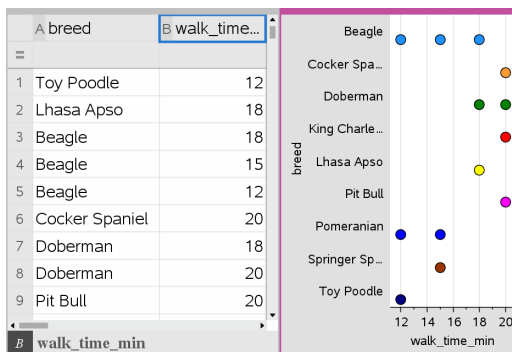 A breed B walk_time...
=
1 Toy Poodle 12
2 Lhasa Apso 18
3 Beagle 18
4 Beagle 15
5 Beagle 12
6 Cocker Spaniel 20
7 Doberman 18
8 Doberman 20
9 Pit Bull 20
B walk_time_min
breed
Beagle
Cocker Spa...
Doberman
King Charle...
Lhasa Apso
Pit Bull
Pomeranian
Springer Sp...
Toy Poodle
12 14 16 18 20
walk_time_min